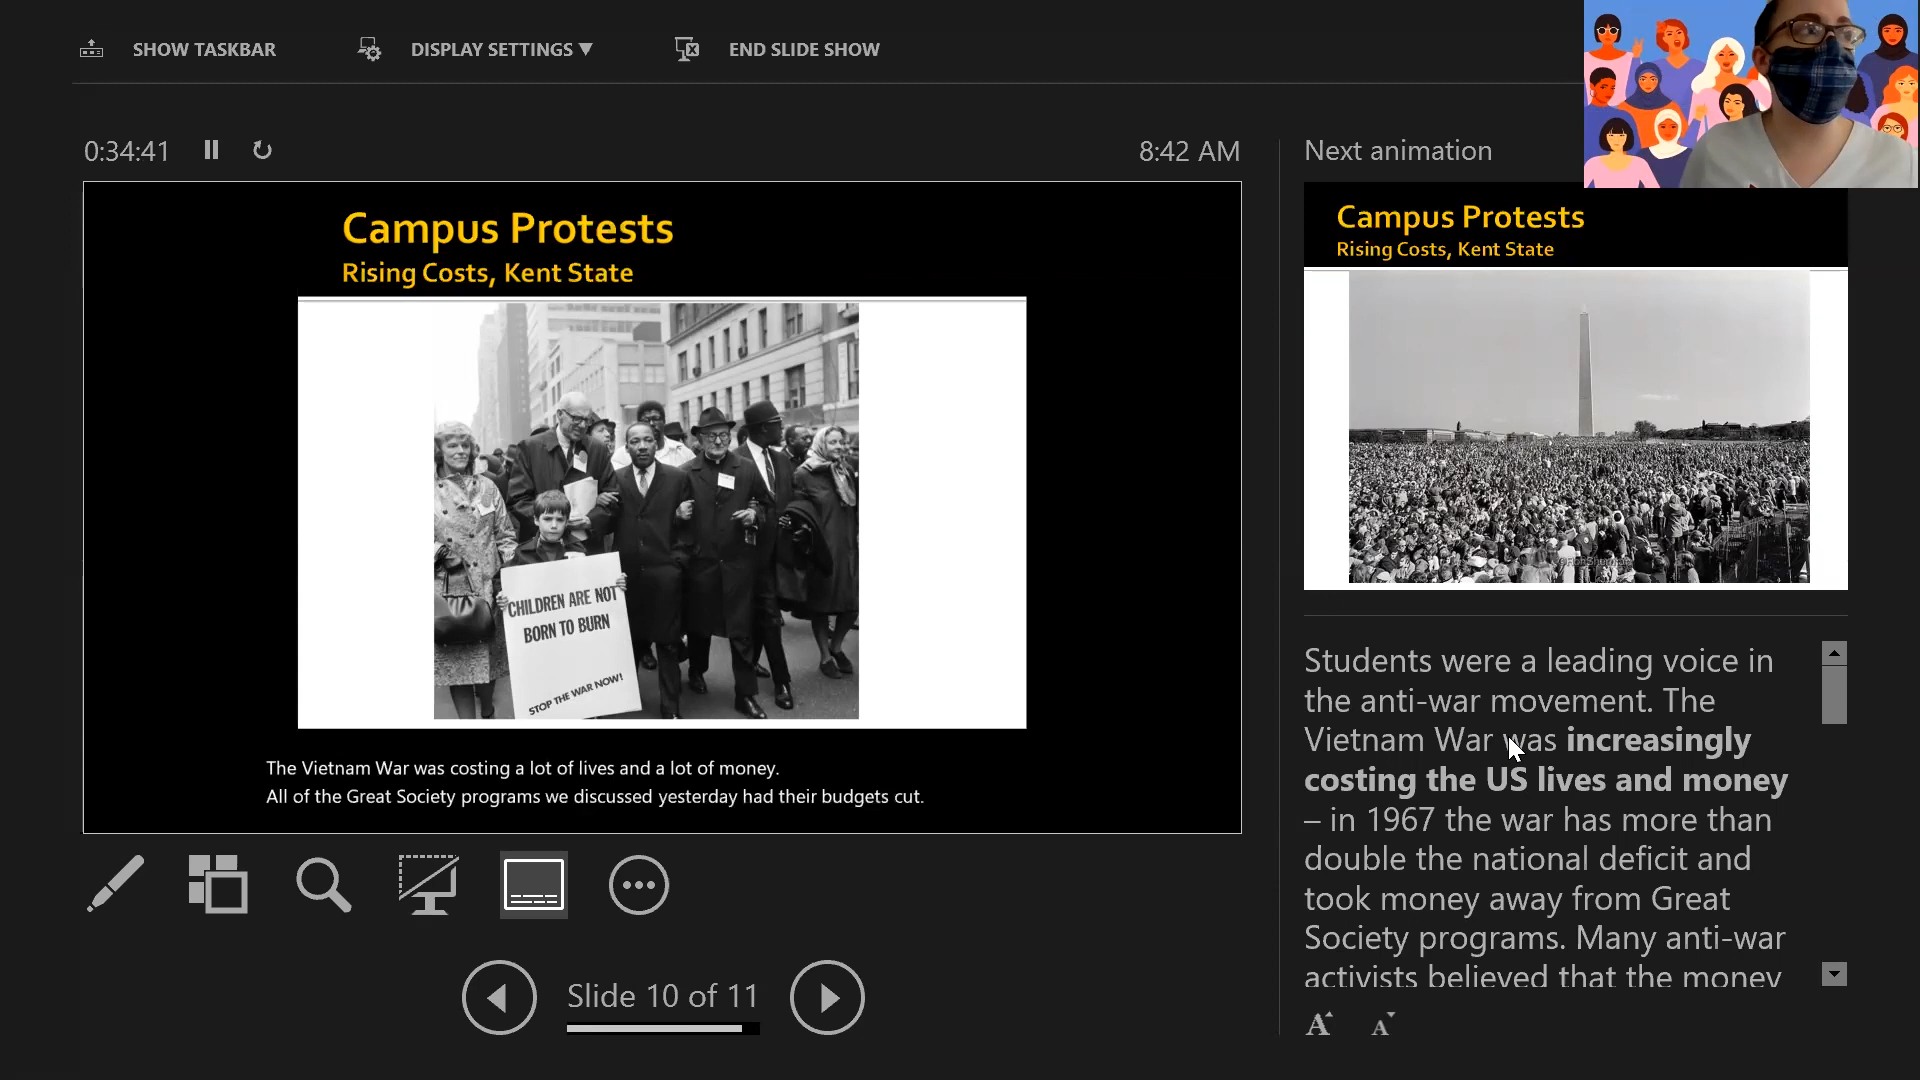 SHOW TASKBAR
DISPLAY SETTINGS ▼
END SLIDE SHOW
0:34:41
8:42 AM
Next animation
Campus Protests
Rising Costs, Kent State
CHILDREN ARE NOT
BORN TO BURN
STOP THE WAR NOW!
The Vietnam War was costing a lot of lives and a lot of money.
All of the Great Society programs we discussed yesterday had their budgets cut.
Slide 10 of 11
Campus Protests
Rising Costs, Kent State
Students were a leading voice in
the anti-war movement. The
Vietnam War was increasingly
costing the US lives and money
– in 1967 the war has more than
double the national deficit and
took money away from Great
Society programs. Many anti-war
activists believed that the money
A A